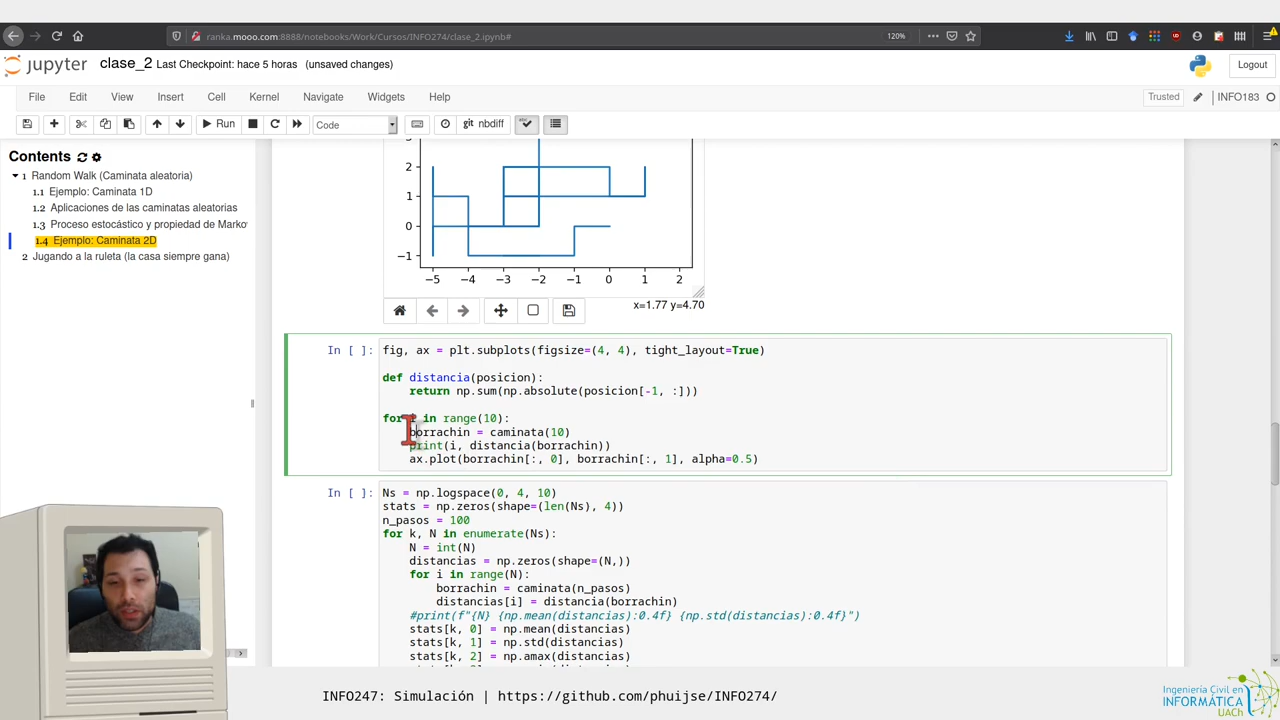 ranka.mooo.com:8888/notebooks/Work/Cursos/INFO274/clase_2.ipynb#
120%
jupyter clase_2 Last Checkpoint: hace 5 horas (unsaved changes)
Logout
File Edit View Insert Cell Kernel Navigate Widgets Help
Trusted INFO183
Run Code git nbdiff
Contents
1 Random Walk (Caminata aleatoria)
1.1 Ejemplo: Caminata 1D
1.2 Aplicaciones de las caminatas aleatorias
1.3 Proceso estocástico y propiedad de Marko
1.4 Ejemplo: Caminata 2D
2 Jugando a la ruleta (la casa siempre gana)
2
1
0
−1
−5 −4 −3 −2 −1 0 1 2
x=1.77 y=4.70
In [ ]: fig, ax = plt.subplots(figsize=(4, 4), tight_layout=True)
def distancia(posicion):
return np.sum(np.absolute(posicion[-1, :]))
for i in range(10):
borrachin = caminata(10)
print(i, distancia(borrachin))
ax.plot(borrachin[:, 0], borrachin[:, 1], alpha=0.5)
In [ ]: Ns = np.logspace(0, 4, 10)
stats = np.zeros(shape=(len(Ns), 4))
n_pasos = 100
for k, N in enumerate(Ns):
N = int(N)
distancias = np.zeros(shape=(N,))
for i in range(N):
borrachin = caminata(n_pasos)
distancias[i] = distancia(borrachin)
#print(f"{N} {np.mean(distancias):0.4f} {np.std(distancias):0.4f}")
stats[k, 0] = np.mean(distancias)
stats[k, 1] = np.std(distancias)
stats[k, 2] = np.amax(distancias)
INFO247: Simulación | https://github.com/phuijse/INFO274/
Ingeniería Civil en
INFORMÁTICA
UACh